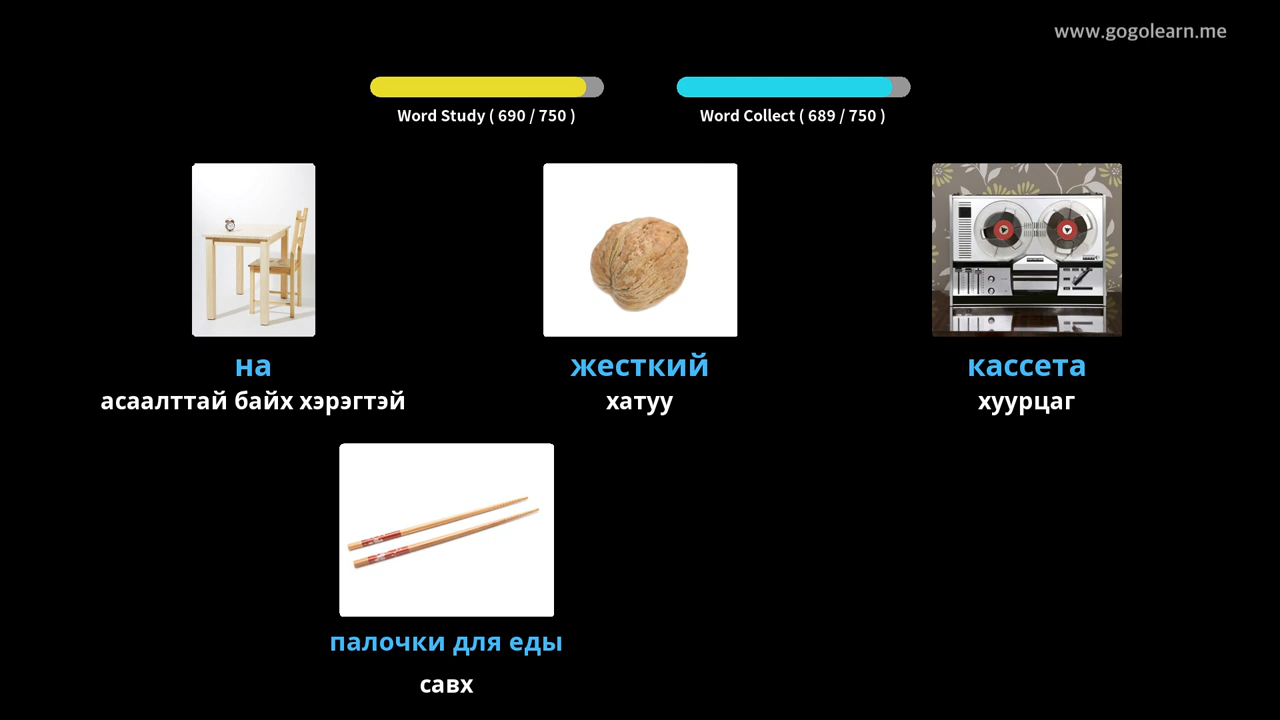 www.gogolearn.me
Word Study ( 690 / 750 )
Word Collect ( 689 / 750 )
на
асаалттай байх хэрэгтэй
жесткий
хатуу
кассета
хуурцаг
палочки для еды
савх